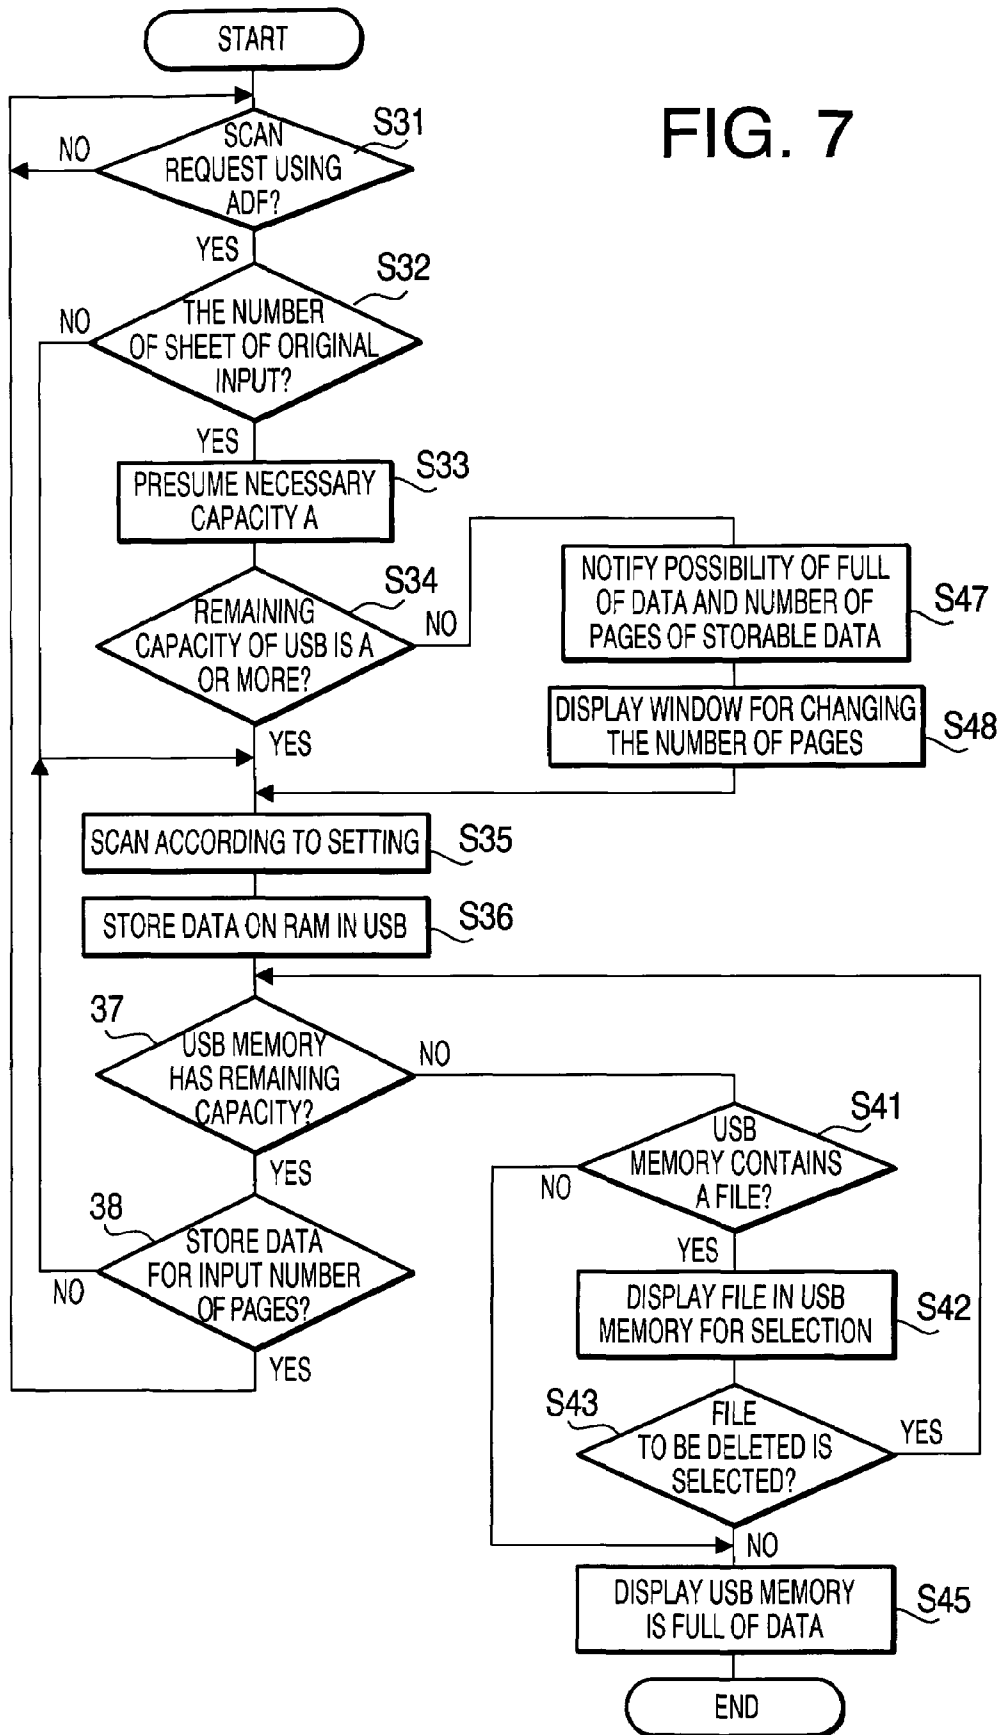 START
FIG. 7
S31
NO
SCAN
REQUEST USING
ADF?
YES
S32
NO
THE NUMBER
OF SHEET OF ORIGINAL
INPUT?
YES
S33
PRESUME NECESSARY
CAPACITY A
S34
REMAINING
CAPACITY OF USB IS A
OR MORE?
NO
YES
NOTIFY POSSIBILITY OF FULL
OF DATA AND NUMBER OF
PAGES OF STORABLE DATA
S47
DISPLAY WINDOW FOR CHANGING
THE NUMBER OF PAGES
S48
SCAN ACCORDING TO SETTING
S35
STORE DATA ON RAM IN USB
S36
37
USB MEMORY
HAS REMAINING
CAPACITY?
NO
YES
38
STORE DATA
FOR INPUT NUMBER
OF PAGES?
NO
YES
S41
USB
MEMORY CONTAINS
A FILE?
NO
YES
DISPLAY FILE IN USB
MEMORY FOR SELECTION
S42
S43
FILE
TO BE DELETED IS
SELECTED?
YES
NO
DISPLAY USB MEMORY
IS FULL OF DATA
S45
END